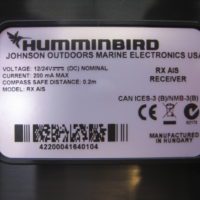 HUMMINBIRD
JOHNSON OUTDOORS MARINE ELECTRONICS USA
VOLTAGE: 12/24V (DC) NOMINAL
CURRENT: 200 mA MAX
COMPASS SAFE DISTANCE: 0.2m
MODEL: RX AIS
RX AIS
RECEIVER
CAN ICES-3 (B)/NMB-3(B)
42200041640104
MANUFACTURED
IN HUNGARY